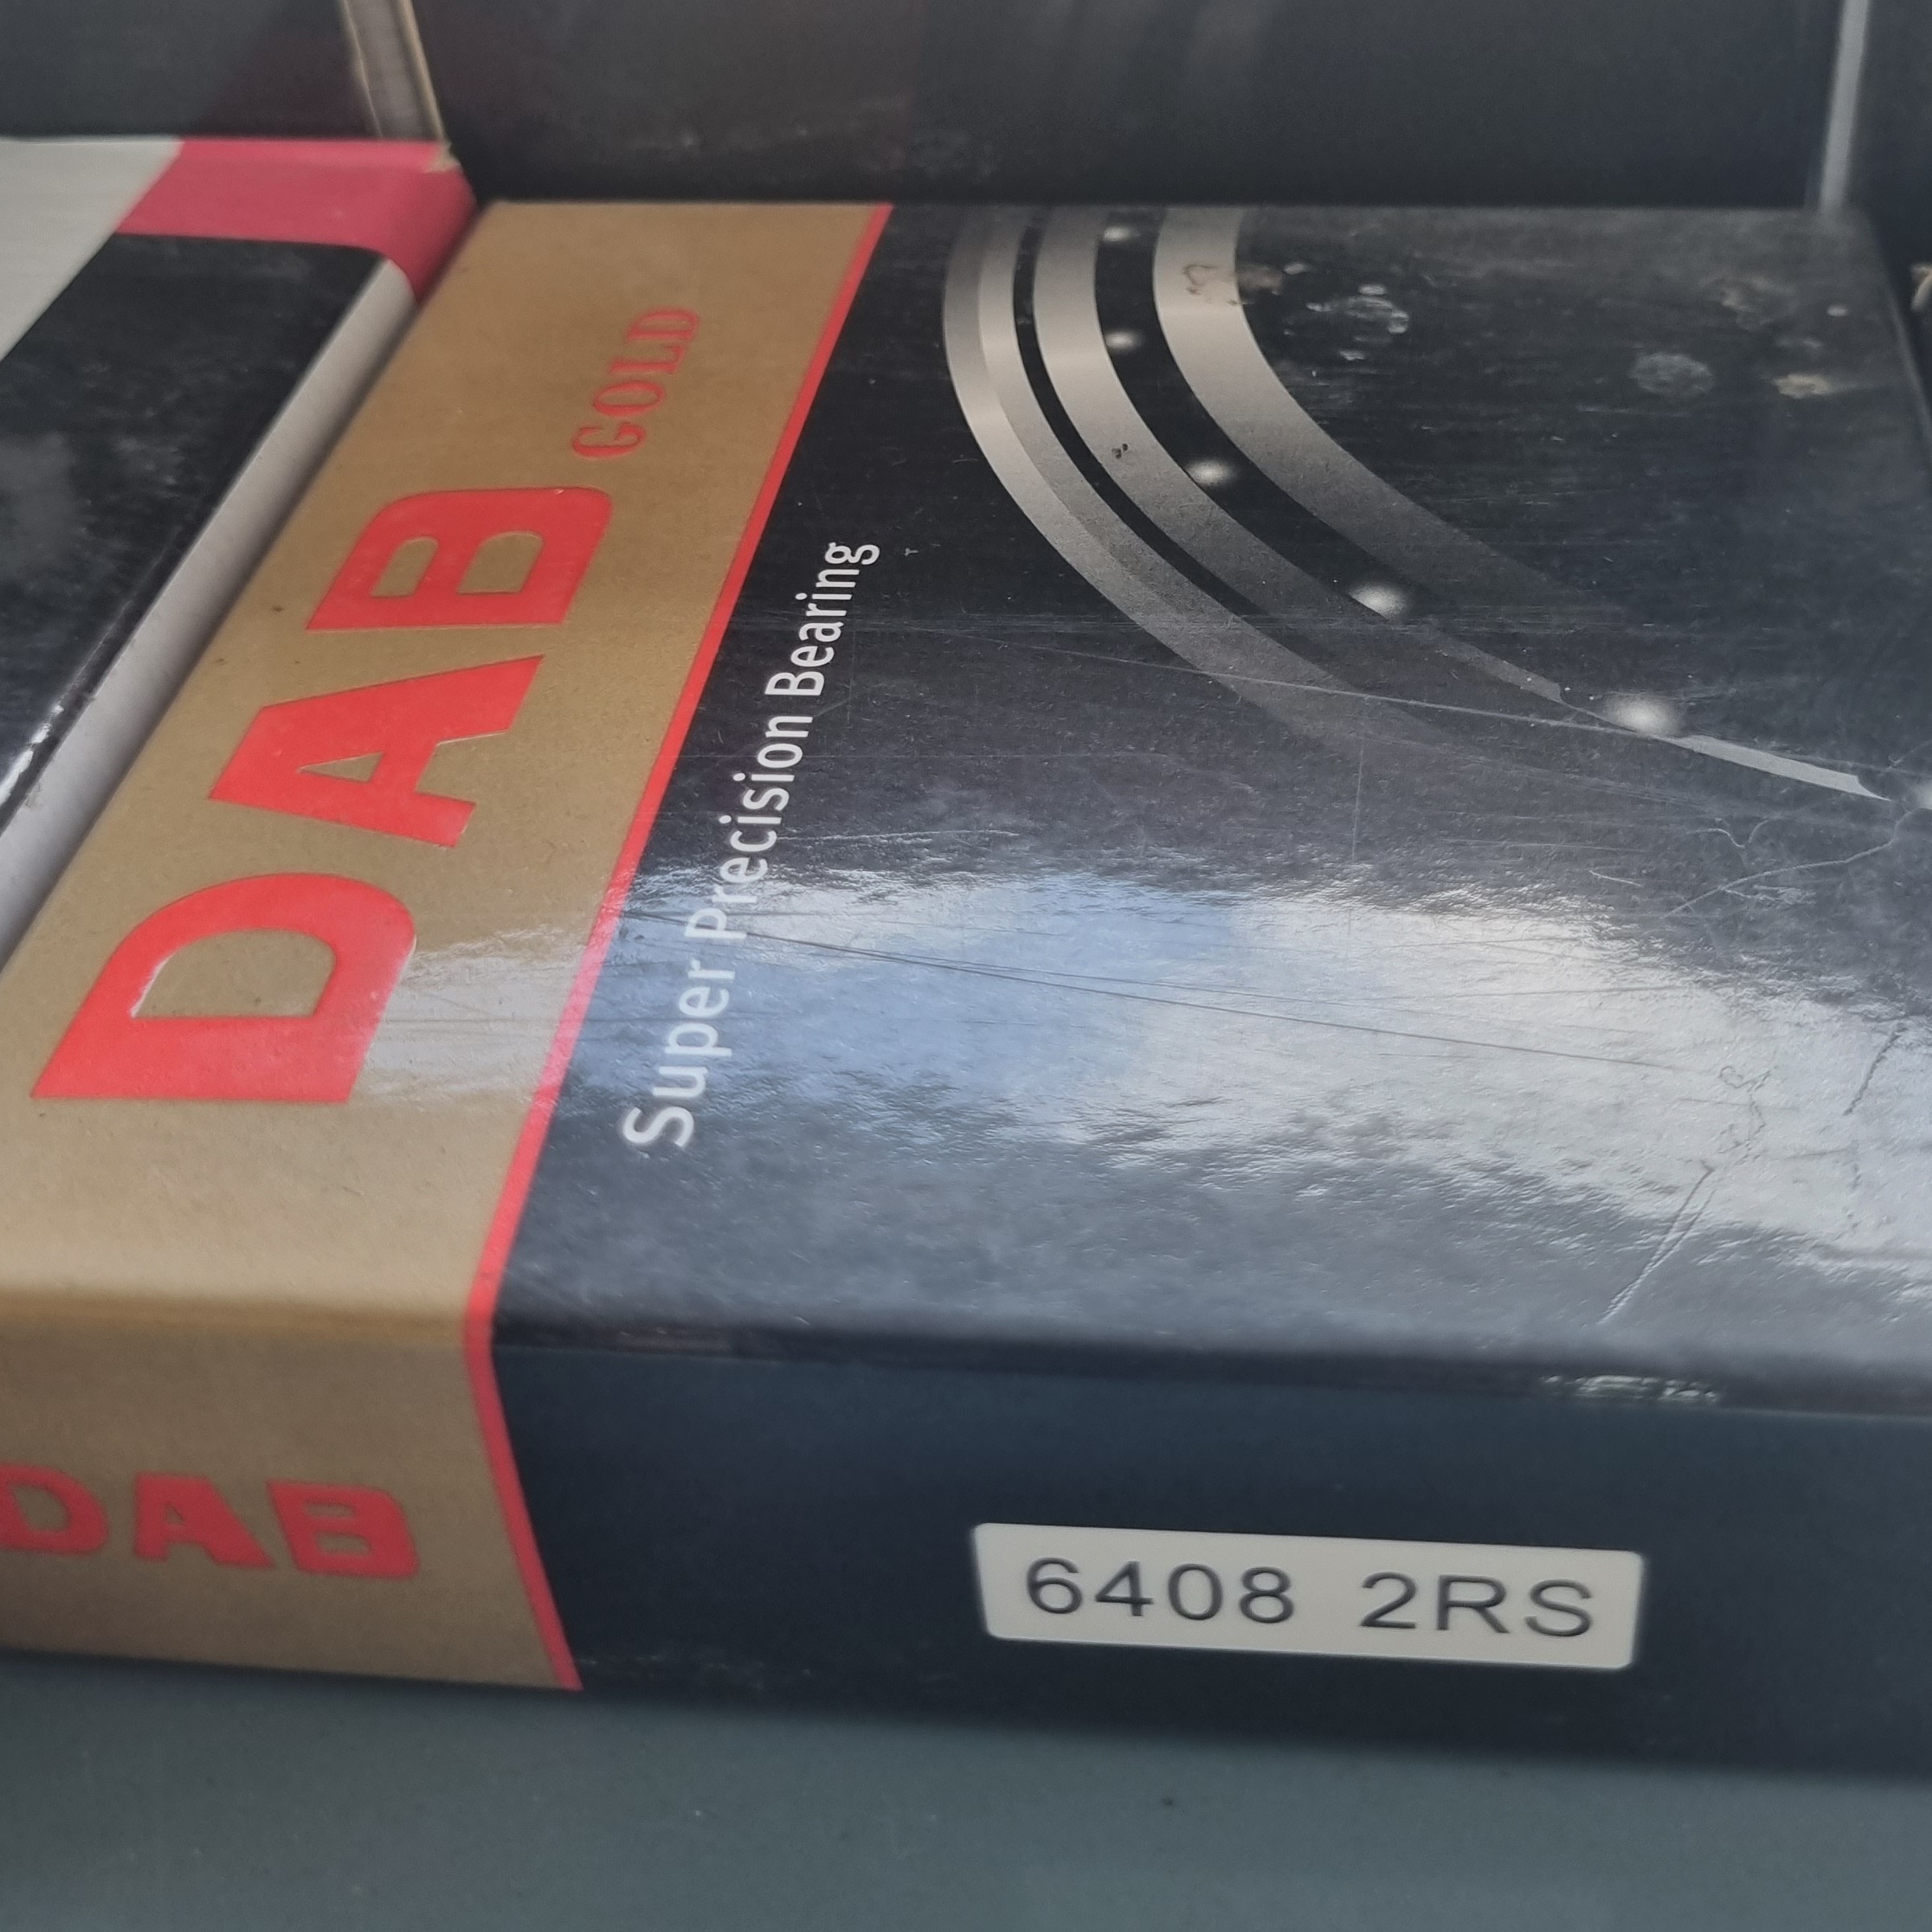 DAB GOLD
Super Precision Bearing
DAB
6408 2RS